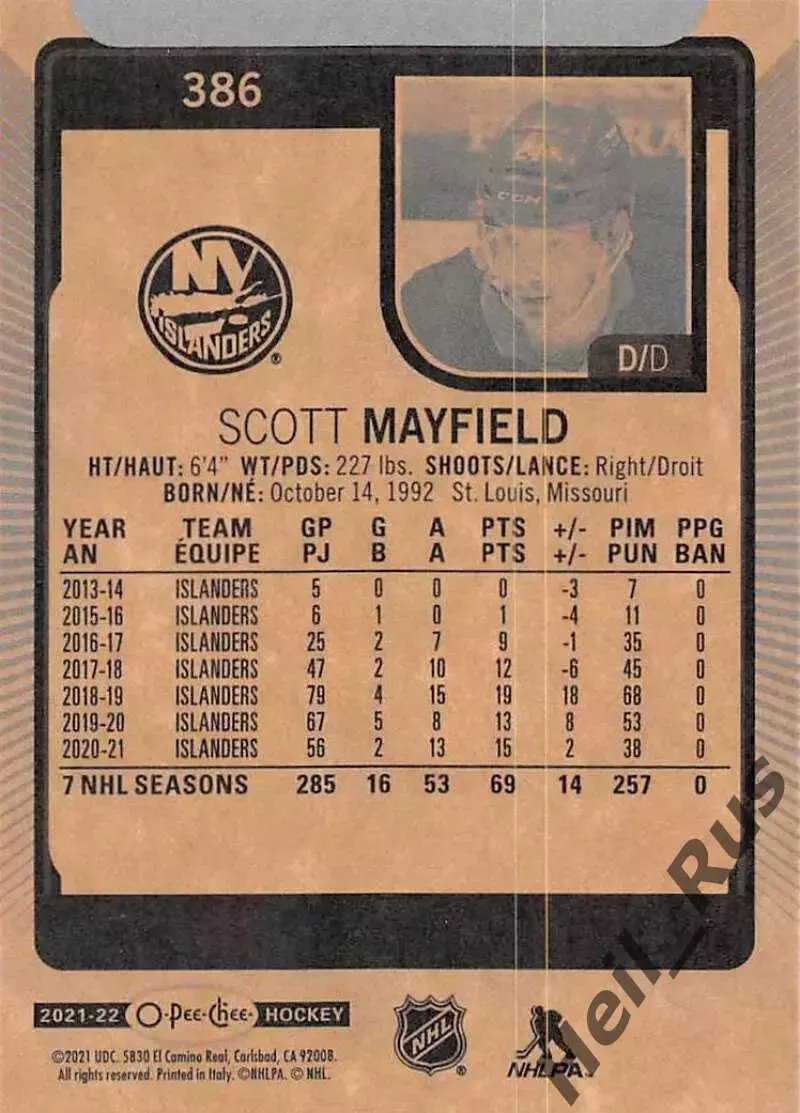 386
NY
ISLANDERS
®
CCM
D/D
SCOTT MAYFIELD
HT/HAUT: 6'4" WT/PDS: 227 lbs. SHOOTS/LANCE: Right/Droit
BORN/NÉ: October 14, 1992 St. Louis, Missouri
YEAR TEAM GP G A PTS +/- PIM PPG
AN ÉQUIPE PJ B A PTS +/- PUN BAN
2013-14 ISLANDERS 5 0 0 0 -3 7 0
2015-16 ISLANDERS 6 1 0 1 -4 11 0
2016-17 ISLANDERS 25 2 7 9 -1 35 0
2017-18 ISLANDERS 47 2 10 12 -6 45 0
2018-19 ISLANDERS 79 4 15 19 18 68 0
2019-20 ISLANDERS 67 5 8 13 8 53 0
2020-21 ISLANDERS 56 2 13 15 2 38 0
7 NHL SEASONS 285 16 53 69 14 257 0
2021-22 O-Pee-Chee HOCKEY
©2021 UDC. 5830 El Camino Real, Carlsbad, CA 92008.
All rights reserved. Printed in Italy. ©NHLPA. © NHL.
NHL
®
NHLPA
Heil_Rus